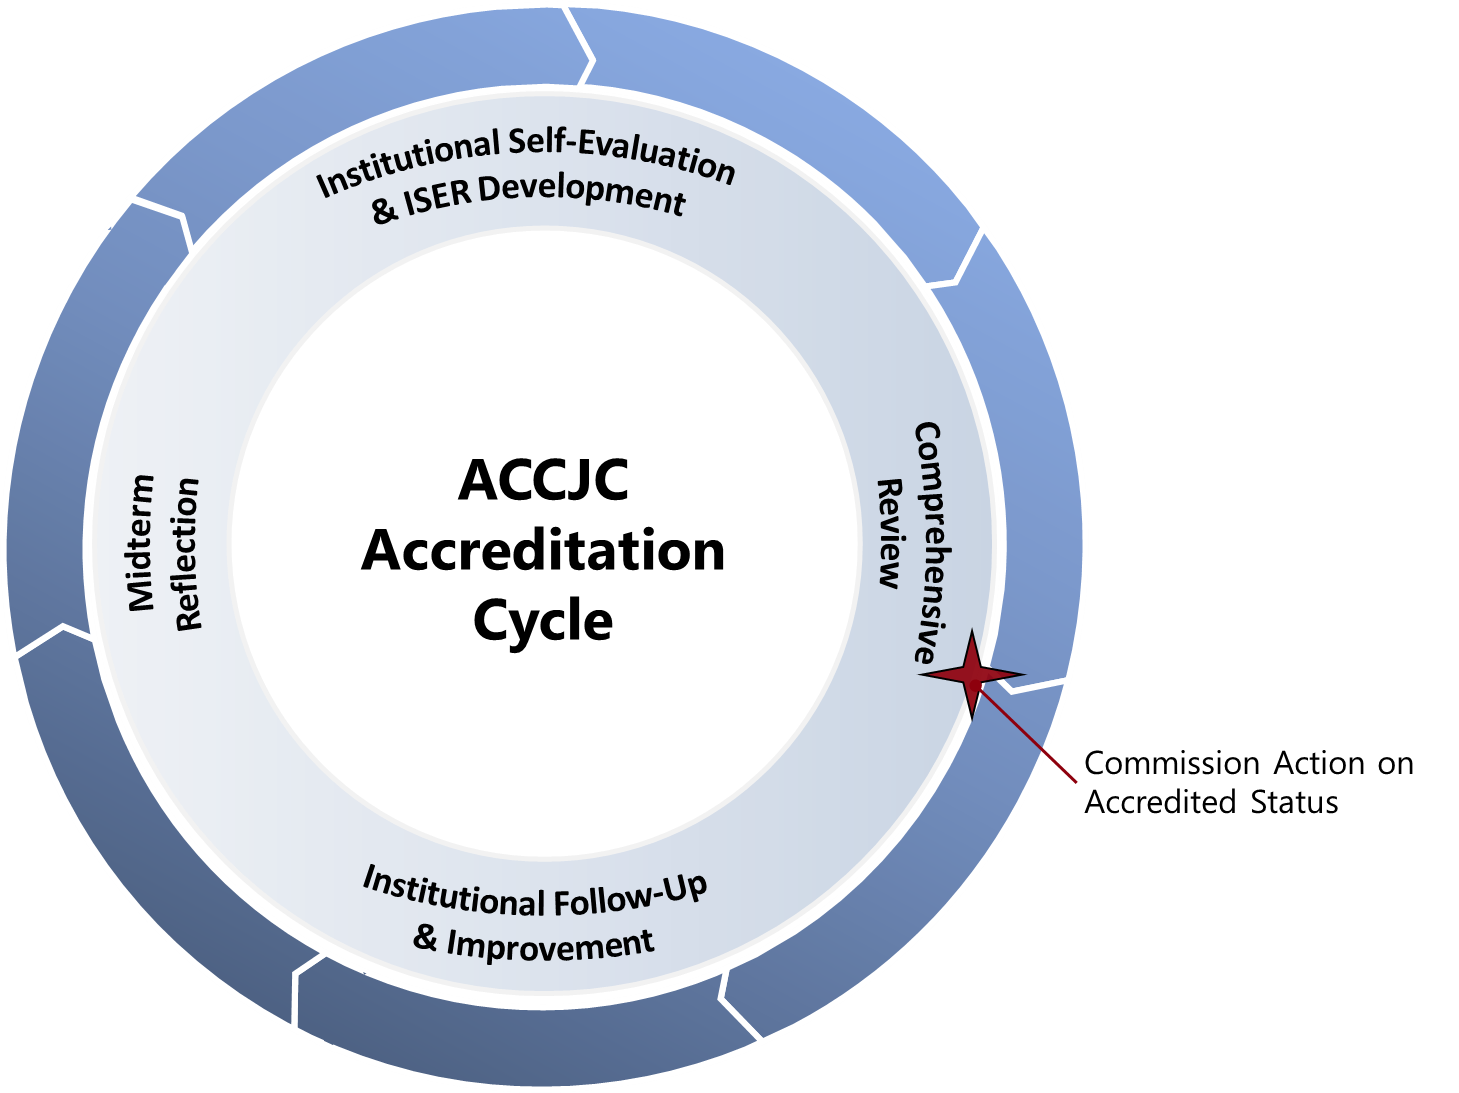 Institutional Self-Evaluation
& ISER Development
Comprehensive
Review
ACCJC
Accreditation
Cycle
Midterm
Reflection
Commission Action on
Accredited Status
Institutional Follow-Up
& Improvement